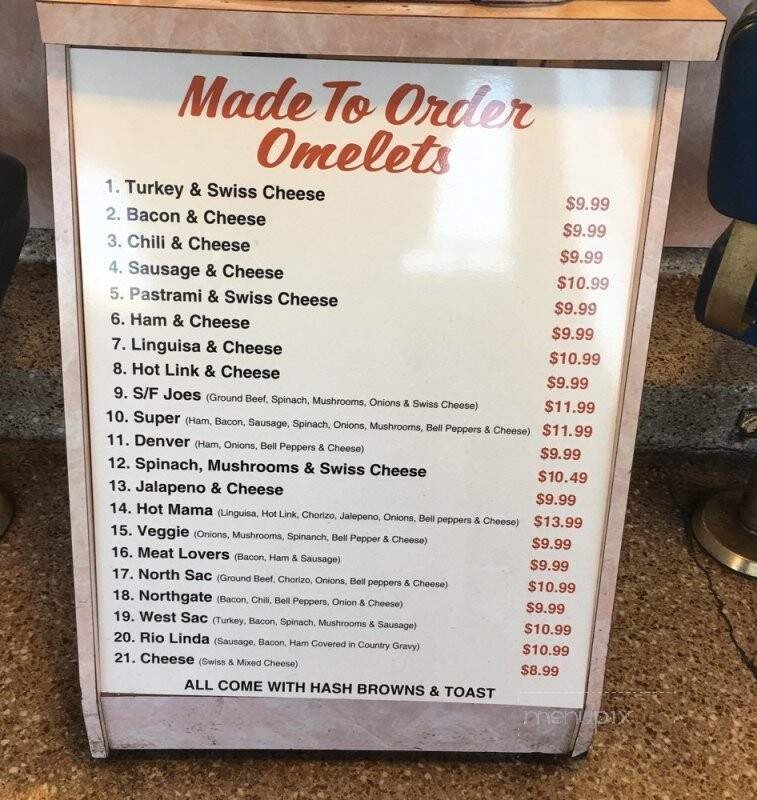 Made To Order
Omelets
1. Turkey & Swiss Cheese $9.99
2. Bacon & Cheese $9.99
3. Chili & Cheese $9.99
4. Sausage & Cheese $10.99
5. Pastrami & Swiss Cheese $9.99
6. Ham & Cheese $9.99
7. Linguisa & Cheese $10.99
8. Hot Link & Cheese $9.99
9. S/F Joes (Ground Beef, Spinach, Mushrooms, Onions & Swiss Cheese) $11.99
10. Super (Ham, Bacon, Sausage, Spinach, Onions, Mushrooms, Bell Peppers & Cheese) $11.99
11. Denver (Ham, Onions, Bell Peppers & Cheese) $9.99
12. Spinach, Mushrooms & Swiss Cheese $10.49
13. Jalapeno & Cheese $9.99
14. Hot Mama (Linguisa, Hot Link, Chorizo, Jalepeno, Onions, Bell peppers & Cheese) $13.99
15. Veggie (Onions, Mushrooms, Spinanch, Bell Pepper & Cheese) $9.99
16. Meat Lovers (Bacon, Ham & Sausage) $9.99
17. North Sac (Ground Beef, Chorizo, Onions, Bell peppers & Cheese) $10.99
18. Northgate (Bacon, Chili, Bell Peppers, Onion & Cheese) $9.99
19. West Sac (Turkey, Bacon, Spinach, Mushrooms & Sausage) $10.99
20. Rio Linda (Sausage, Bacon, Ham Covered in Country Gravy) $10.99
21. Cheese (Swiss & Mixed Cheese) $8.99
ALL COME WITH HASH BROWNS & TOAST
menupix